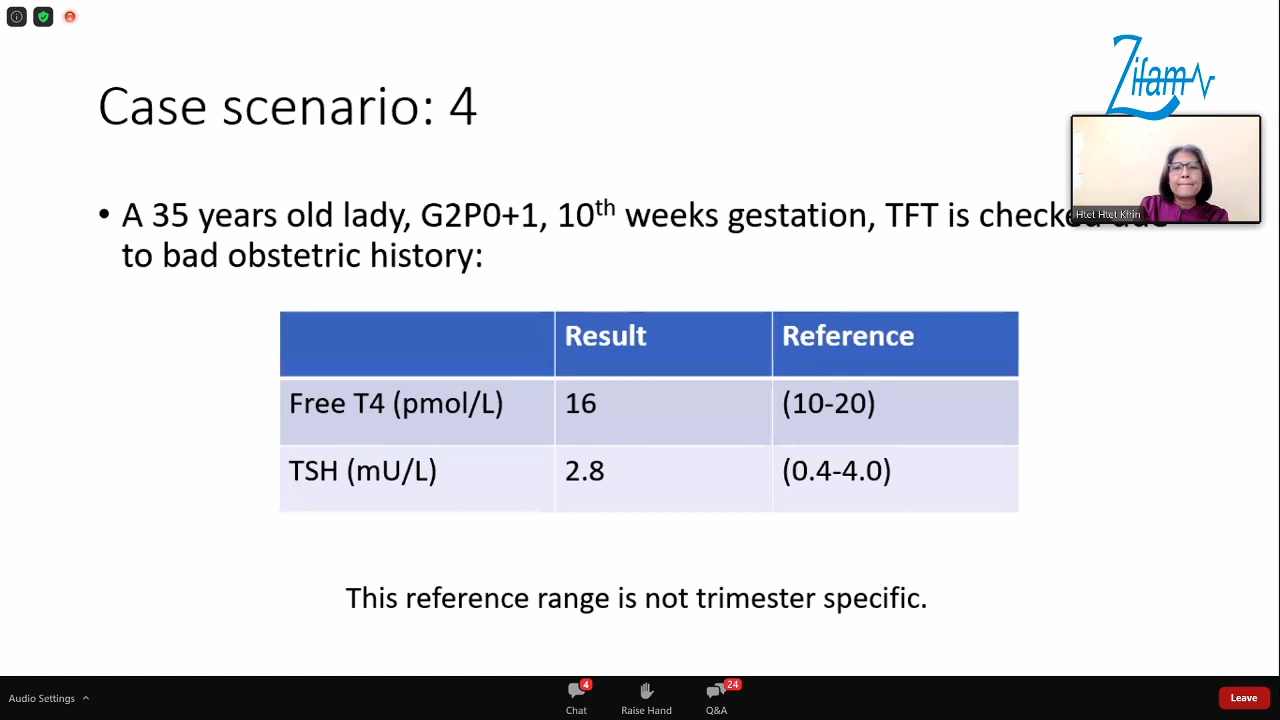 Zifam
Case scenario: 4
Htet Htet Khin
• A 35 years old lady, G2P0+1, 10th weeks gestation, TFT is checked due
to bad obstetric history:
Result Reference
Free T4 (pmol/L) 16 (10-20)
TSH (mU/L) 2.8 (0.4-4.0)
This reference range is not trimester specific.
Audio Settings
4
Chat
Raise Hand
24
Q&A
Leave